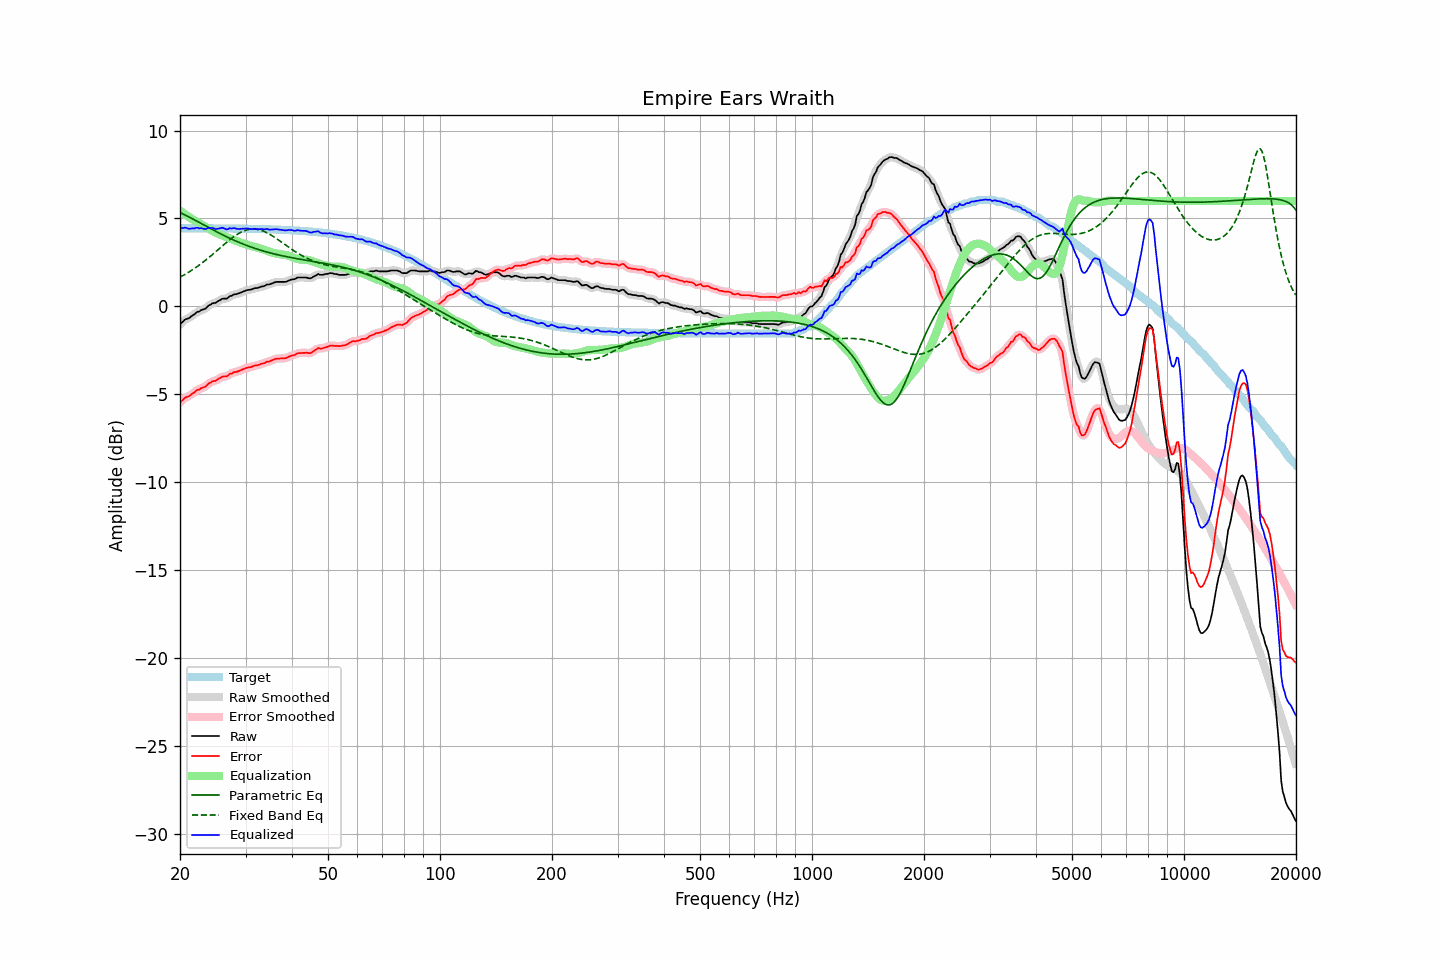 Empire Ears Wraith
Amplitude (dBr)
10
5
0
−5
−10
−15
−20
−25
−30
Target
Raw Smoothed
Error Smoothed
Raw
Error
Equalization
Parametric Eq
Fixed Band Eq
Equalized
20 50 100 200 500 1000 2000 5000 10000 20000
Frequency (Hz)